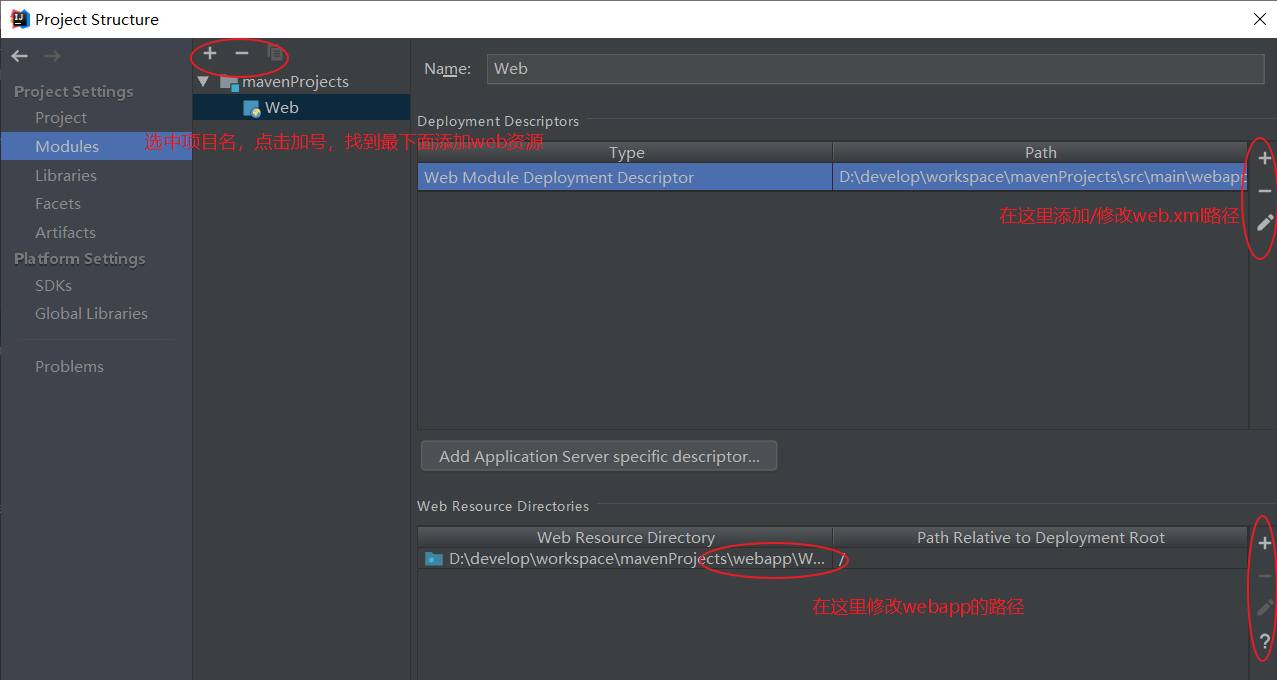 Project Structure
Project Settings
Project
Modules
Libraries
Facets
Artifacts
Platform Settings
SDKs
Global Libraries
Problems
mavenProjects
Web
选中项目名，点击加号，找到最下面添加web资源
Name:
Web
Deployment Descriptors
Type
Path
Web Module Deployment Descriptor
D:\develop\workspace\mavenProjects\src\main\webapp
在这里添加/修改web.xml路径
Add Application Server specific descriptor...
Web Resource Directories
Web Resource Directory
Path Relative to Deployment Root
D:\develop\workspace\mavenProjects\webapp\W...
/
在这里修改webapp的路径